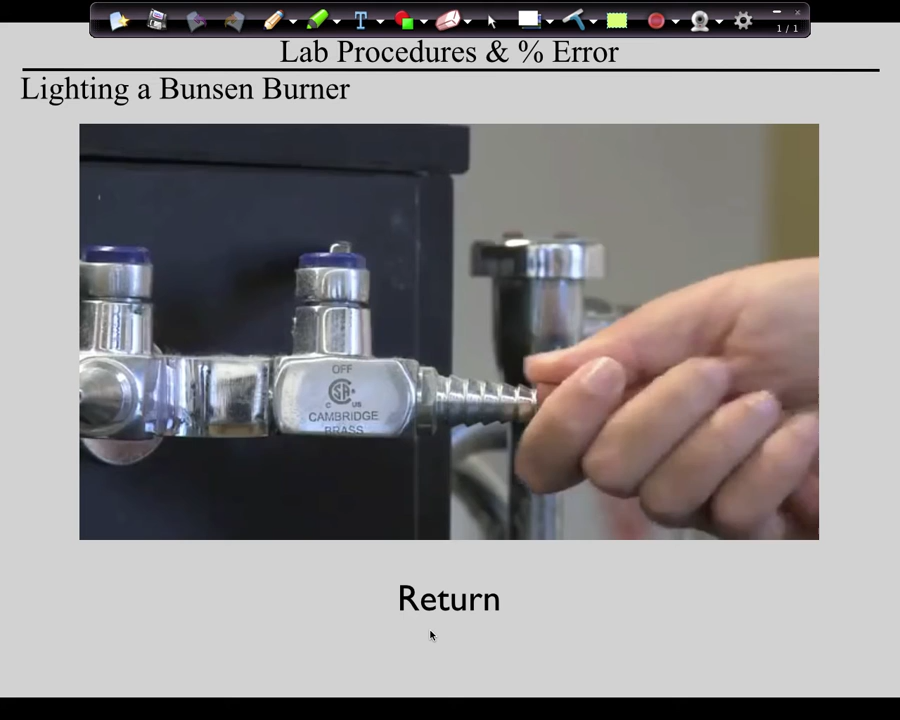 1 / 1
Lab Procedures & % Error
Lighting a Bunsen Burner
OFF
CSA
C US
CAMBRIDGE
BRASS
Return